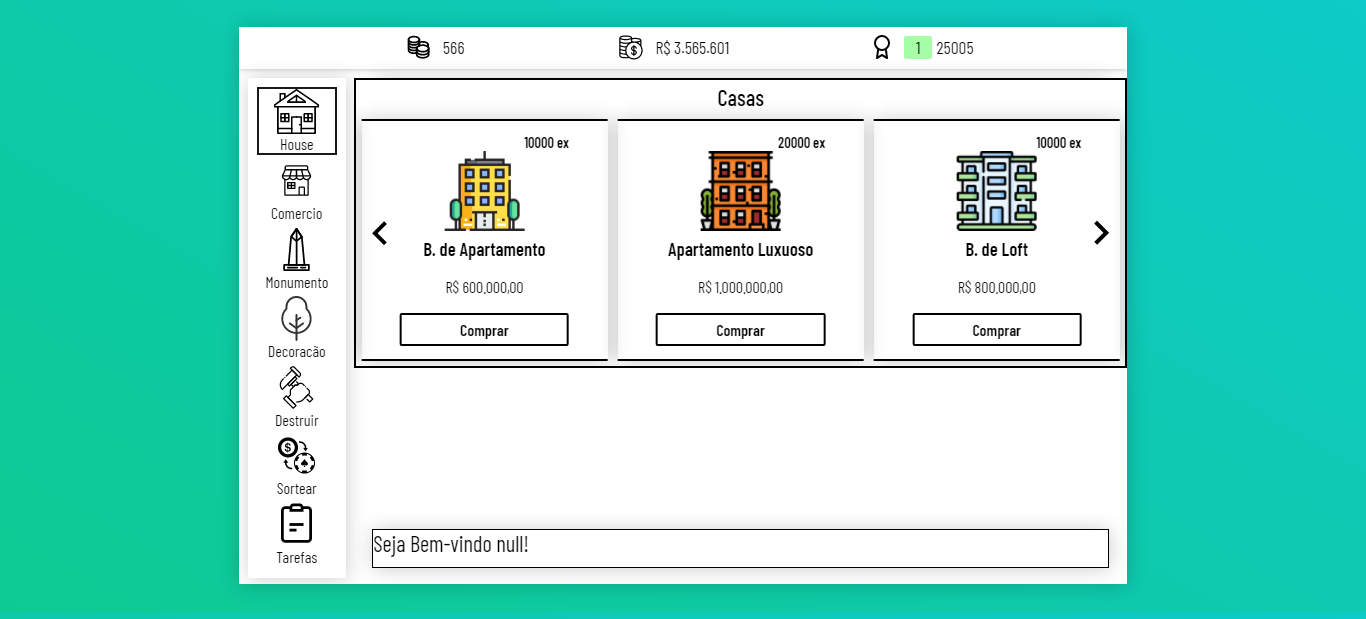 566
R$ 3.565.601
1 25005
House
Comercio
Monumento
Decoracão
Destruir
Sortear
Tarefas
Casas
10000 ex
B. de Apartamento
R$ 600.000,00
Comprar
20000 ex
Apartamento Luxuoso
R$ 1.000.000,00
Comprar
10000 ex
B. de Loft
R$ 800.000,00
Comprar
Seja Bem-vindo null!